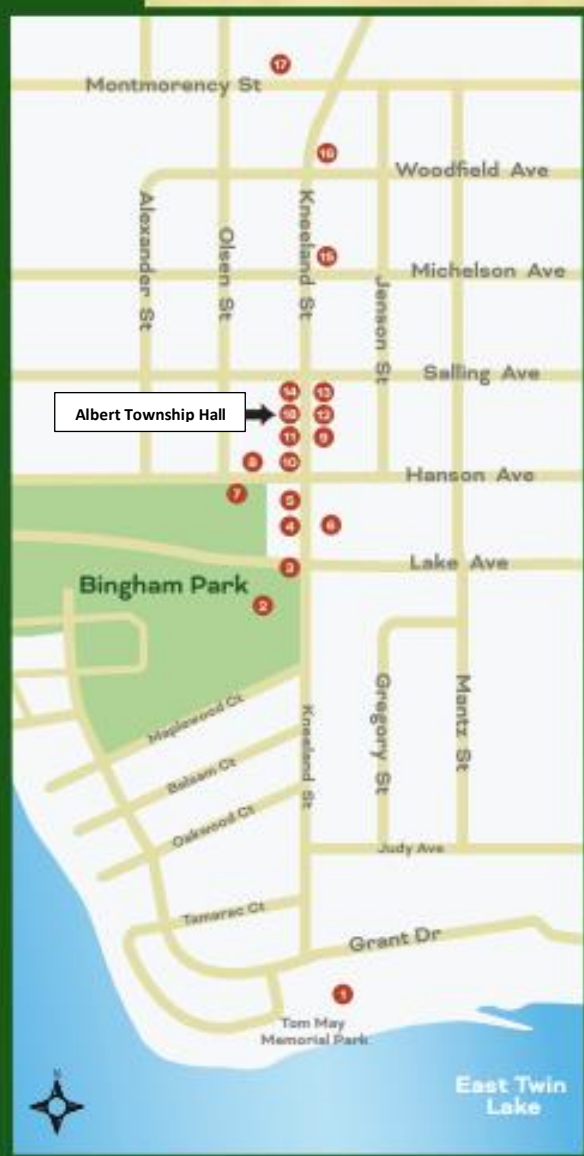 17
Montmorency St
16
Woodfield Ave
Alexander St
Olsen St
Kneeland St
15
Michelson Ave
Jenson St
Salling Ave
14 13
Albert Township Hall
18 12
11 9
8 10
Hanson Ave
7
5
4 6
3
Lake Ave
Bingham Park
2
Maplewood Ct
Gregory St
Mantz St
Kneeland St
Balsam Ct
Oakwood Ct
Judy Ave
Tamarac Ct
Grant Dr
1
Tom May
Memorial Park
East Twin
Lake
N